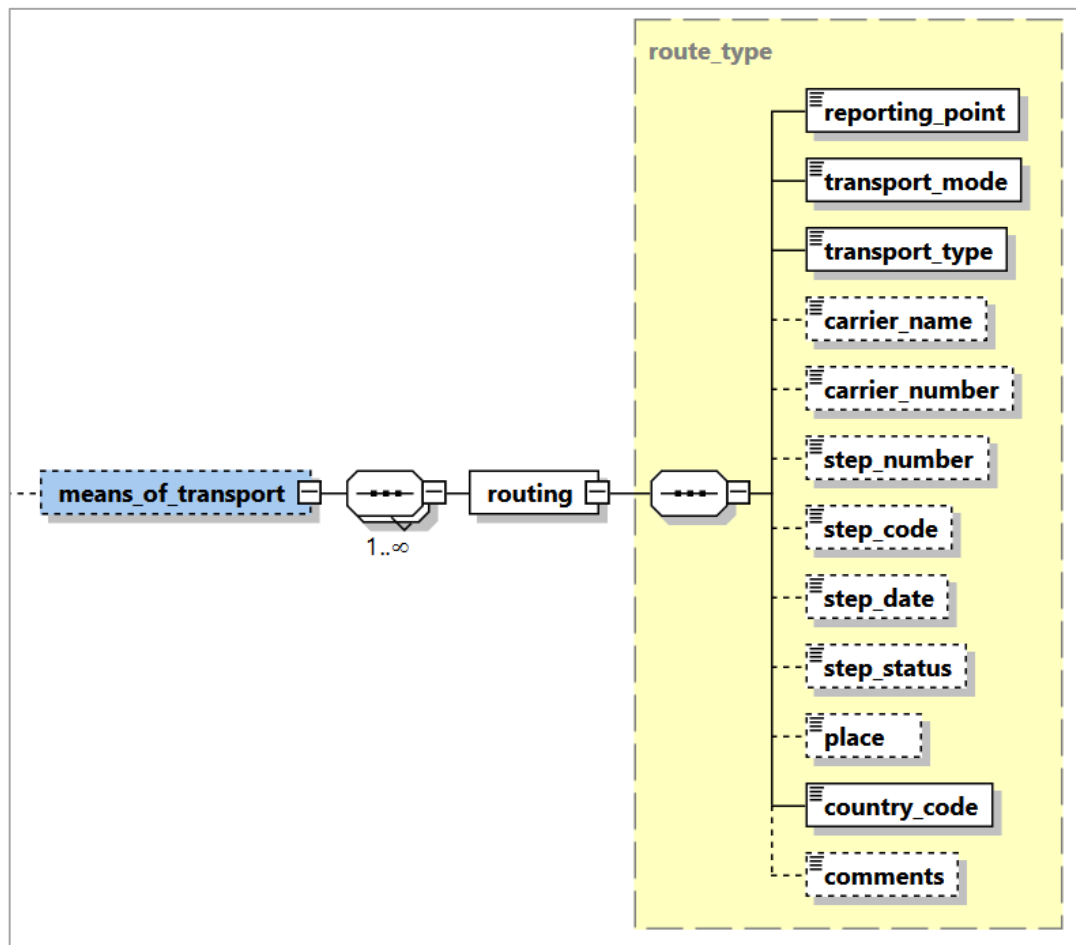 route_type
reporting_point
transport_mode
transport_type
carrier_name
carrier_number
step_number
means_of_transport
routing
step_code
1..∞
step_date
step_status
place
country_code
comments